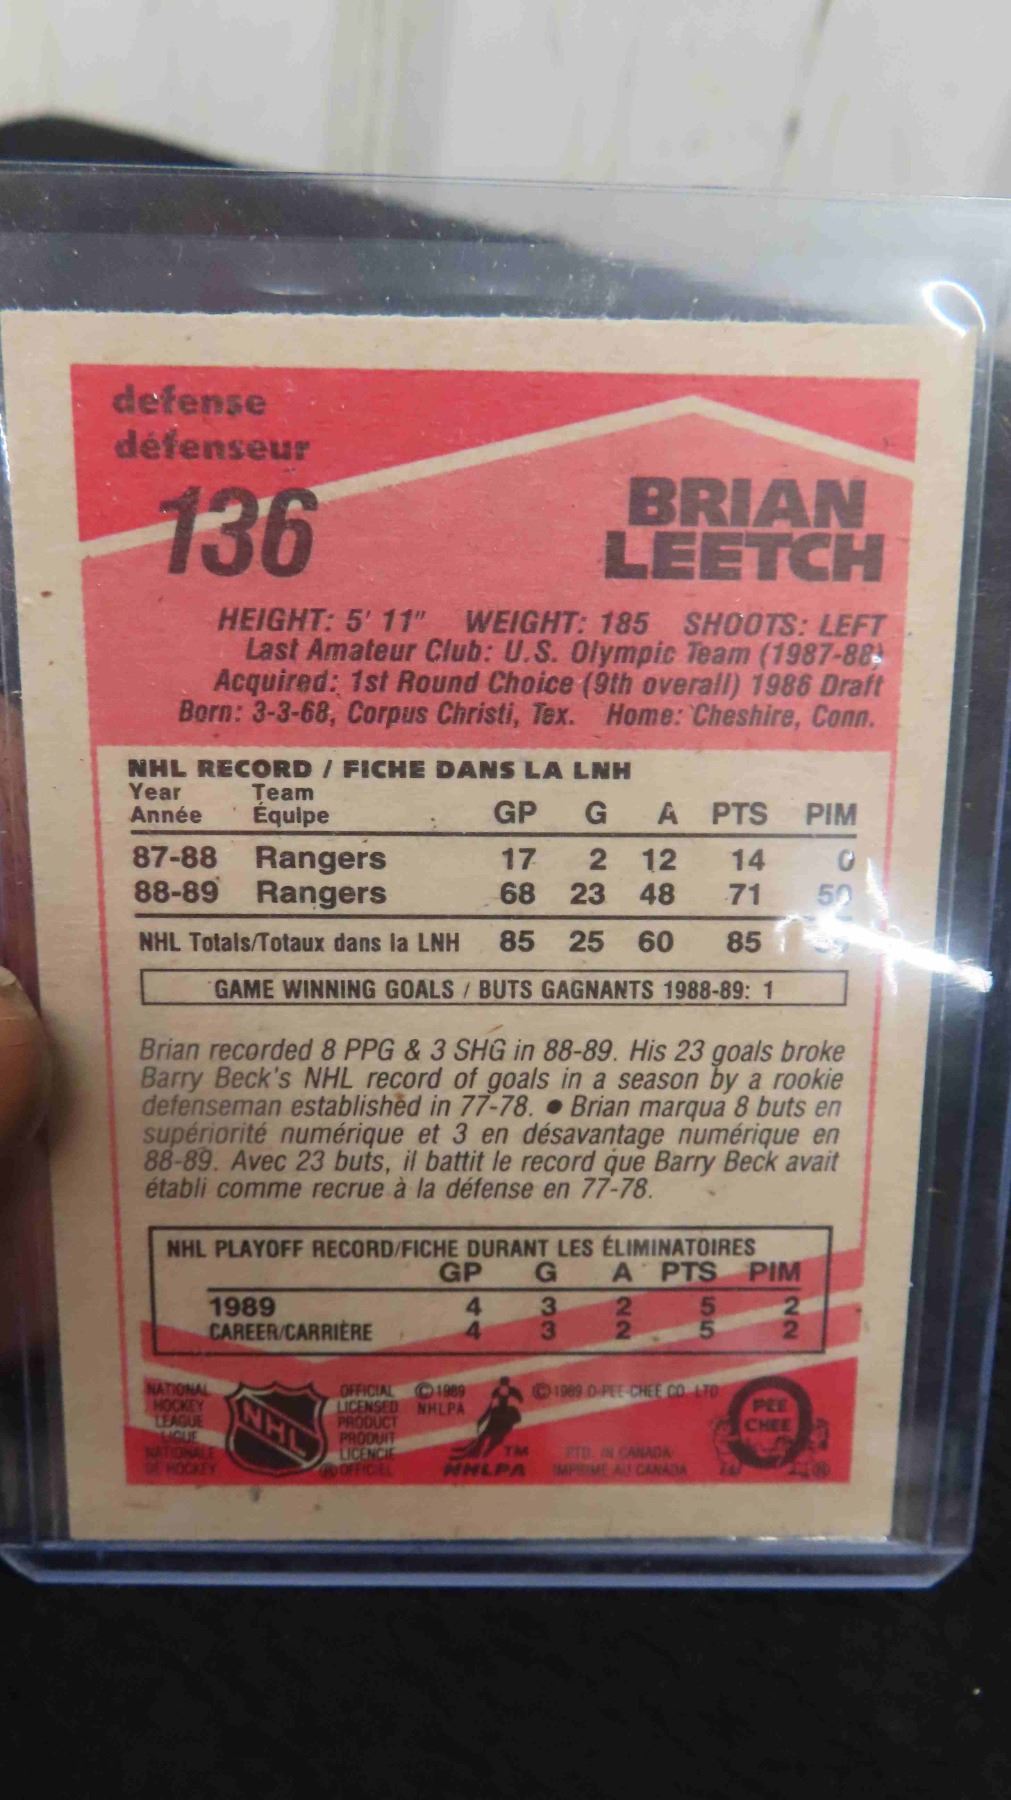 defense
défenseur
136
BRIAN
LEETCH
HEIGHT: 5' 11" WEIGHT: 185 SHOOTS: LEFT
Last Amateur Club: U.S. Olympic Team (1987-88)
Acquired: 1st Round Choice (9th overall) 1986 Draft
Born: 3-3-68, Corpus Christi, Tex. Home: Cheshire, Conn.
NHL RECORD / FICHE DANS LA LNH
Year Team
Année Équipe GP G A PTS PIM
87-88 Rangers 17 2 12 14 0
88-89 Rangers 68 23 48 71 50
NHL Totals/Totaux dans la LNH 85 25 60 85
GAME WINNING GOALS / BUTS GAGNANTS 1988-89: 1
Brian recorded 8 PPG & 3 SHG in 88-89. His 23 goals broke
Barry Beck's NHL record of goals in a season by a rookie
defenseman established in 77-78. ● Brian marqua 8 buts en
supériorité numérique et 3 en désavantage numérique en
88-89. Avec 23 buts, il battit le record que Barry Beck avait
établi comme recrue à la défense en 77-78.
NHL PLAYOFF RECORD/FICHE DURANT LES ÉLIMINATOIRES
GP G A PTS PIM
1989 4 3 2 5 2
CAREER/CARRIÈRE 4 3 2 5 2
NATIONAL
HOCKEY
LEAGUE
LIGUE
NATIONALE
DE HOCKEY
NHL
OFFICIAL
LICENSED
PRODUCT
PRODUIT
LICENCIÉ
OFFICIEL
© 1989
NHLPA
TM
NHLPA
© 1989 O-PEE-CHEE CO. LTD
PTD. IN CANADA
IMPRIMÉ AU CANADA
PEE
CHEE